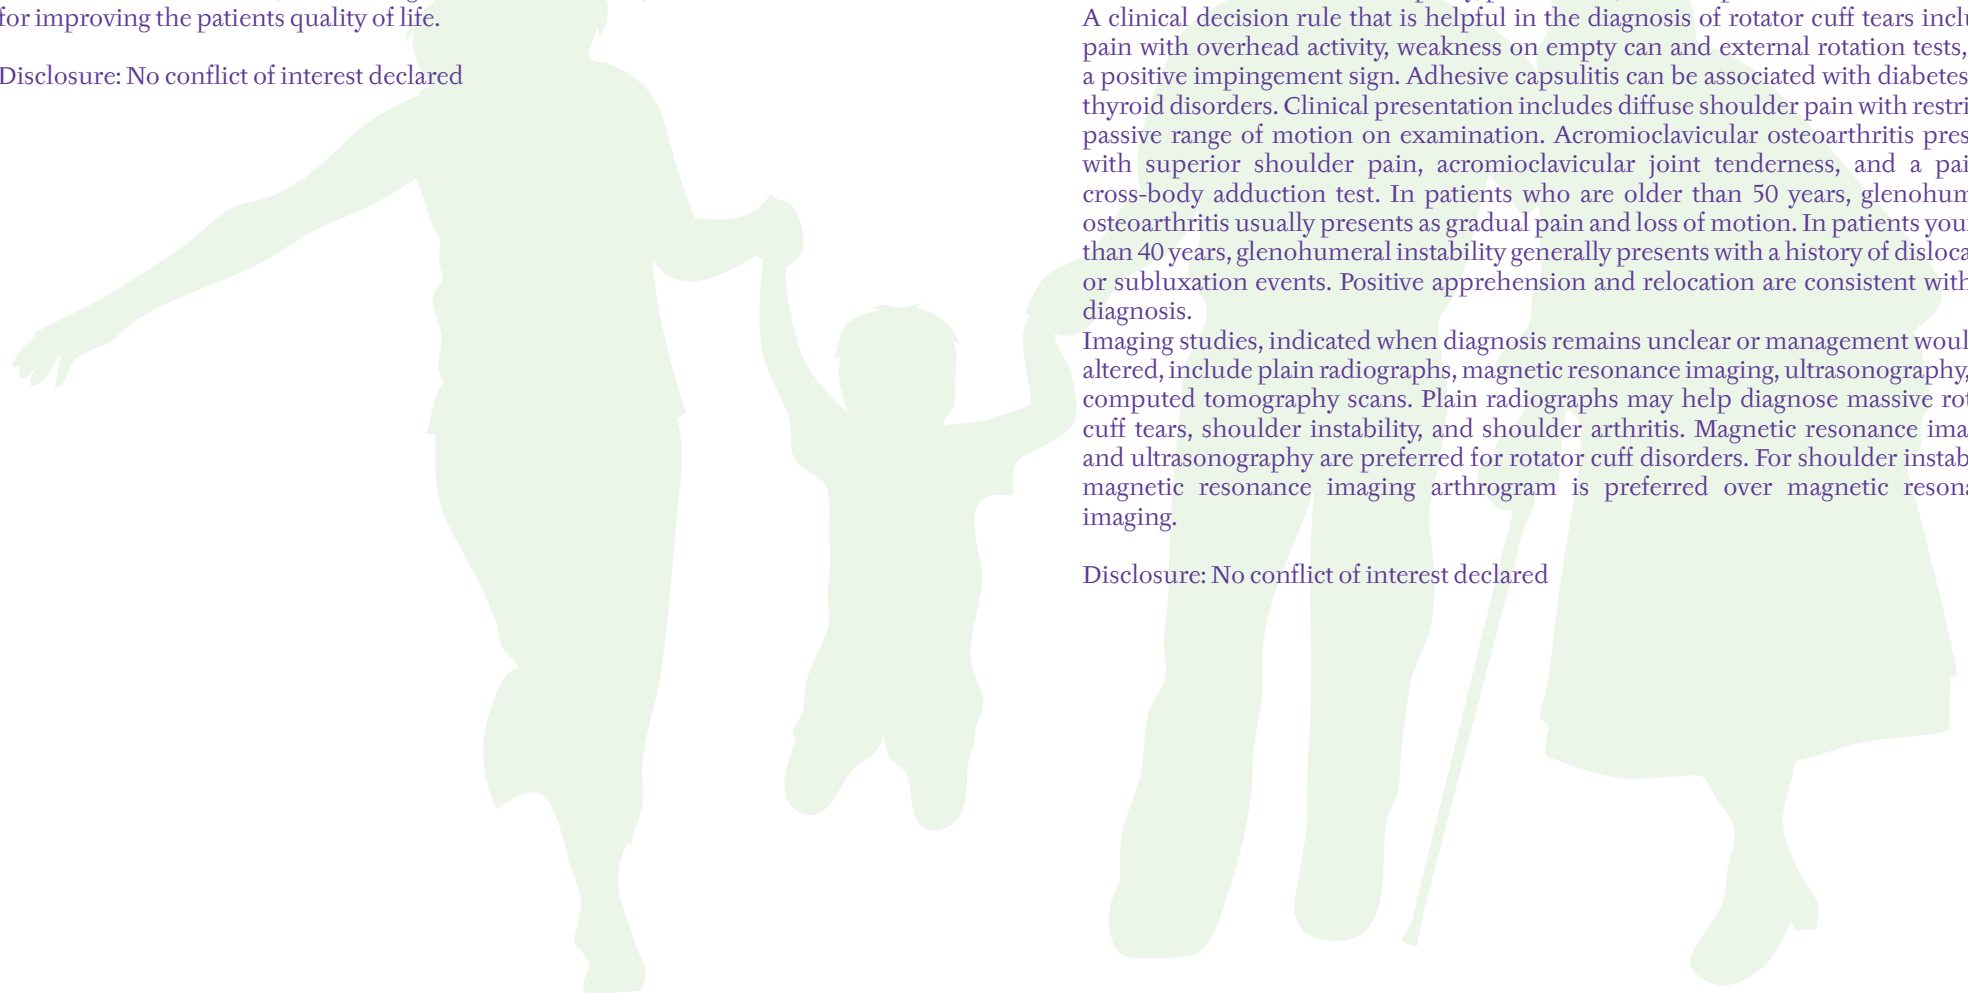 for improving the patients quality of life.
Disclosure: No conflict of interest declared
A clinical decision rule that is helpful in the diagnosis of rotator cuff tears
pain with overhead activity, weakness on empty can and external rotation tests,
a positive impingement sign. Adhesive capsulitis can be associated with diabetes
thyroid disorders. Clinical presentation includes diffuse shoulder pain with
passive range of motion on examination. Acromioclavicular osteoarthritis
with superior shoulder pain, acromioclavicular joint tenderness, and a
cross-body adduction test. In patients who are older than 50 years,
osteoarthritis usually presents as gradual pain and loss of motion. In patients
than 40 years, glenohumeral instability generally presents with a history of
or subluxation events. Positive apprehension and relocation are consistent with
diagnosis.
Imaging studies, indicated when diagnosis remains unclear or management
altered, include plain radiographs, magnetic resonance imaging, ultrasonography,
computed tomography scans. Plain radiographs may help diagnose massive
cuff tears, shoulder instability, and shoulder arthritis. Magnetic resonance
and ultrasonography are preferred for rotator cuff disorders. For shoulder
magnetic resonance imaging arthrogram is preferred over magnetic
imaging.
Disclosure: No conflict of interest declared